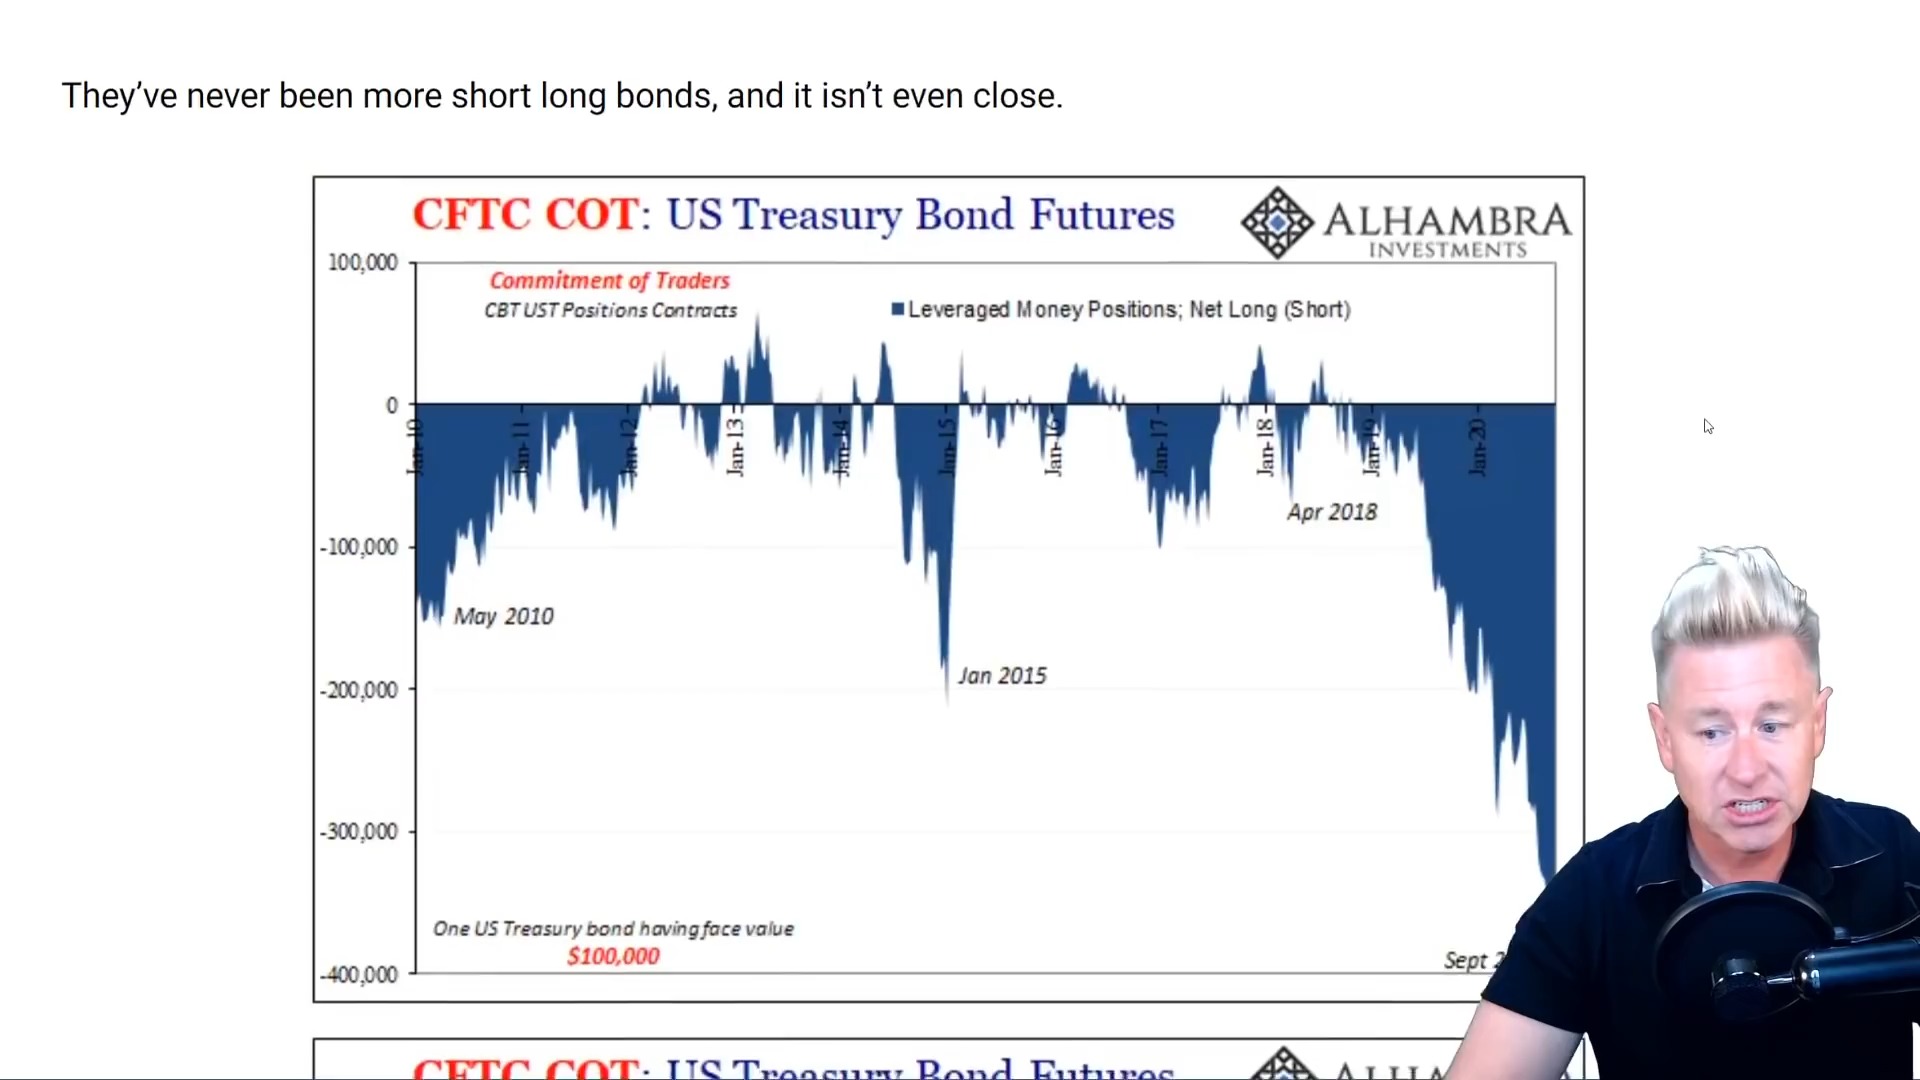 They’ve never been more short long bonds, and it isn’t even close.
CFTC COT: US Treasury Bond Futures
ALHAMBRA
INVESTMENTS
100,000
Commitment of Traders
CBT UST Positions Contracts
Leveraged Money Positions; Net Long (Short)
0
Jan-10
Jan-11
Jan-12
Jan-13
Jan-14
Jan-15
Jan-16
Jan-17
Jan-18
Jan-19
Jan-20
Apr 2018
-100,000
May 2010
Jan 2015
-200,000
-300,000
One US Treasury bond having face value
$100,000
Sept
-400,000
CFTC COT: US Treasury Bond Futures